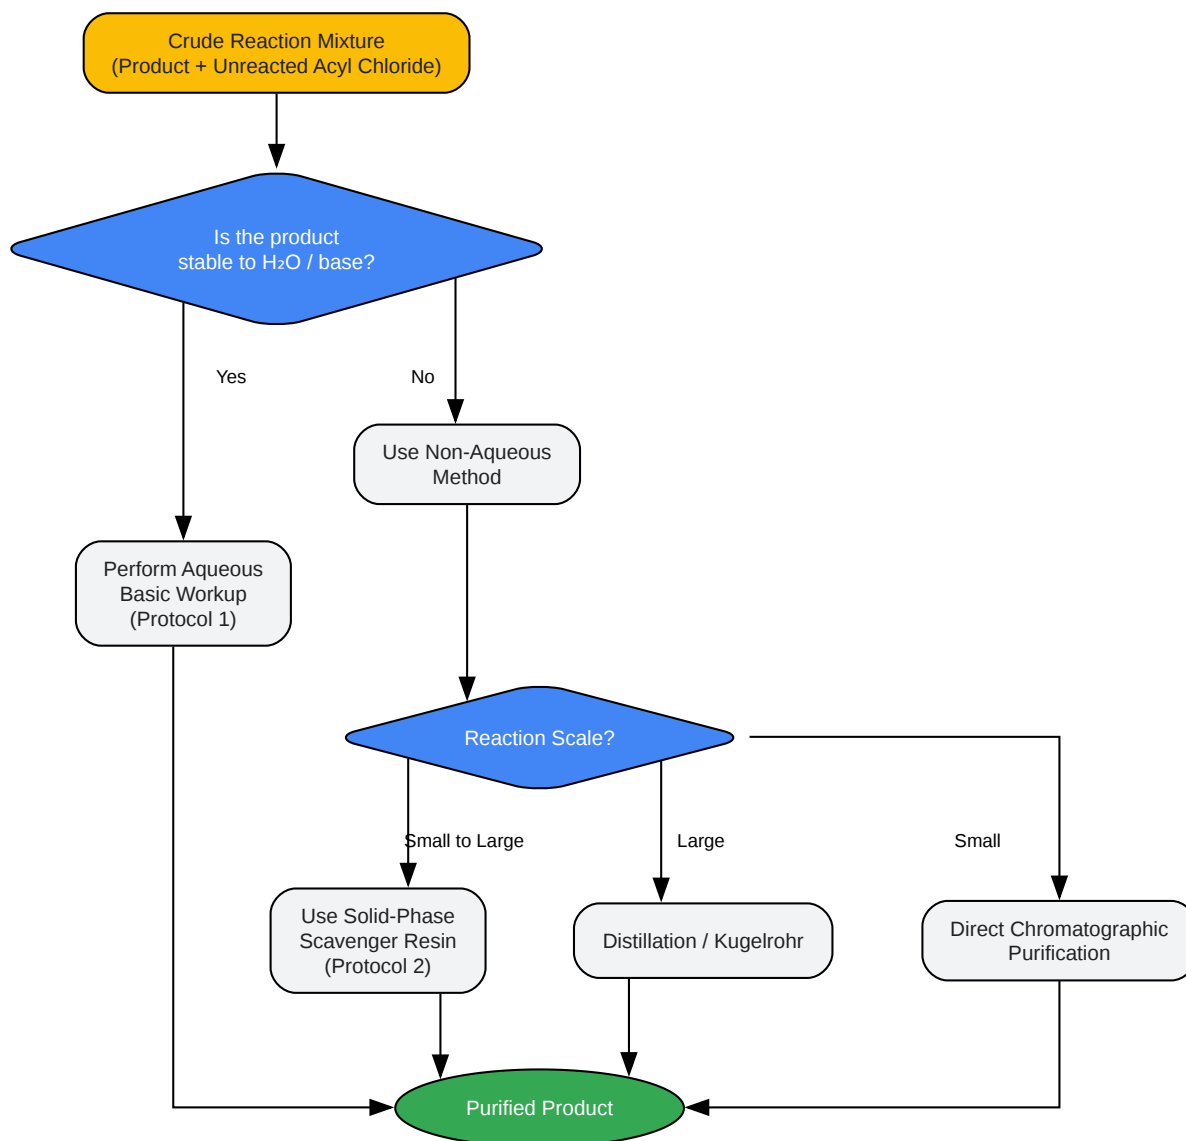 Crude Reaction Mixture
(Product + Unreacted Acyl Chloride)
Is the product
stable to H₂O / base?
Yes
No
Use Non-Aqueous
Method
Perform Aqueous
Basic Workup
(Protocol 1)
Reaction Scale?
Small to Large
Large
Small
Use Solid-Phase
Scavenger Resin
(Protocol 2)
Distillation / Kugelrohr
Direct Chromatographic
Purification
Purified Product